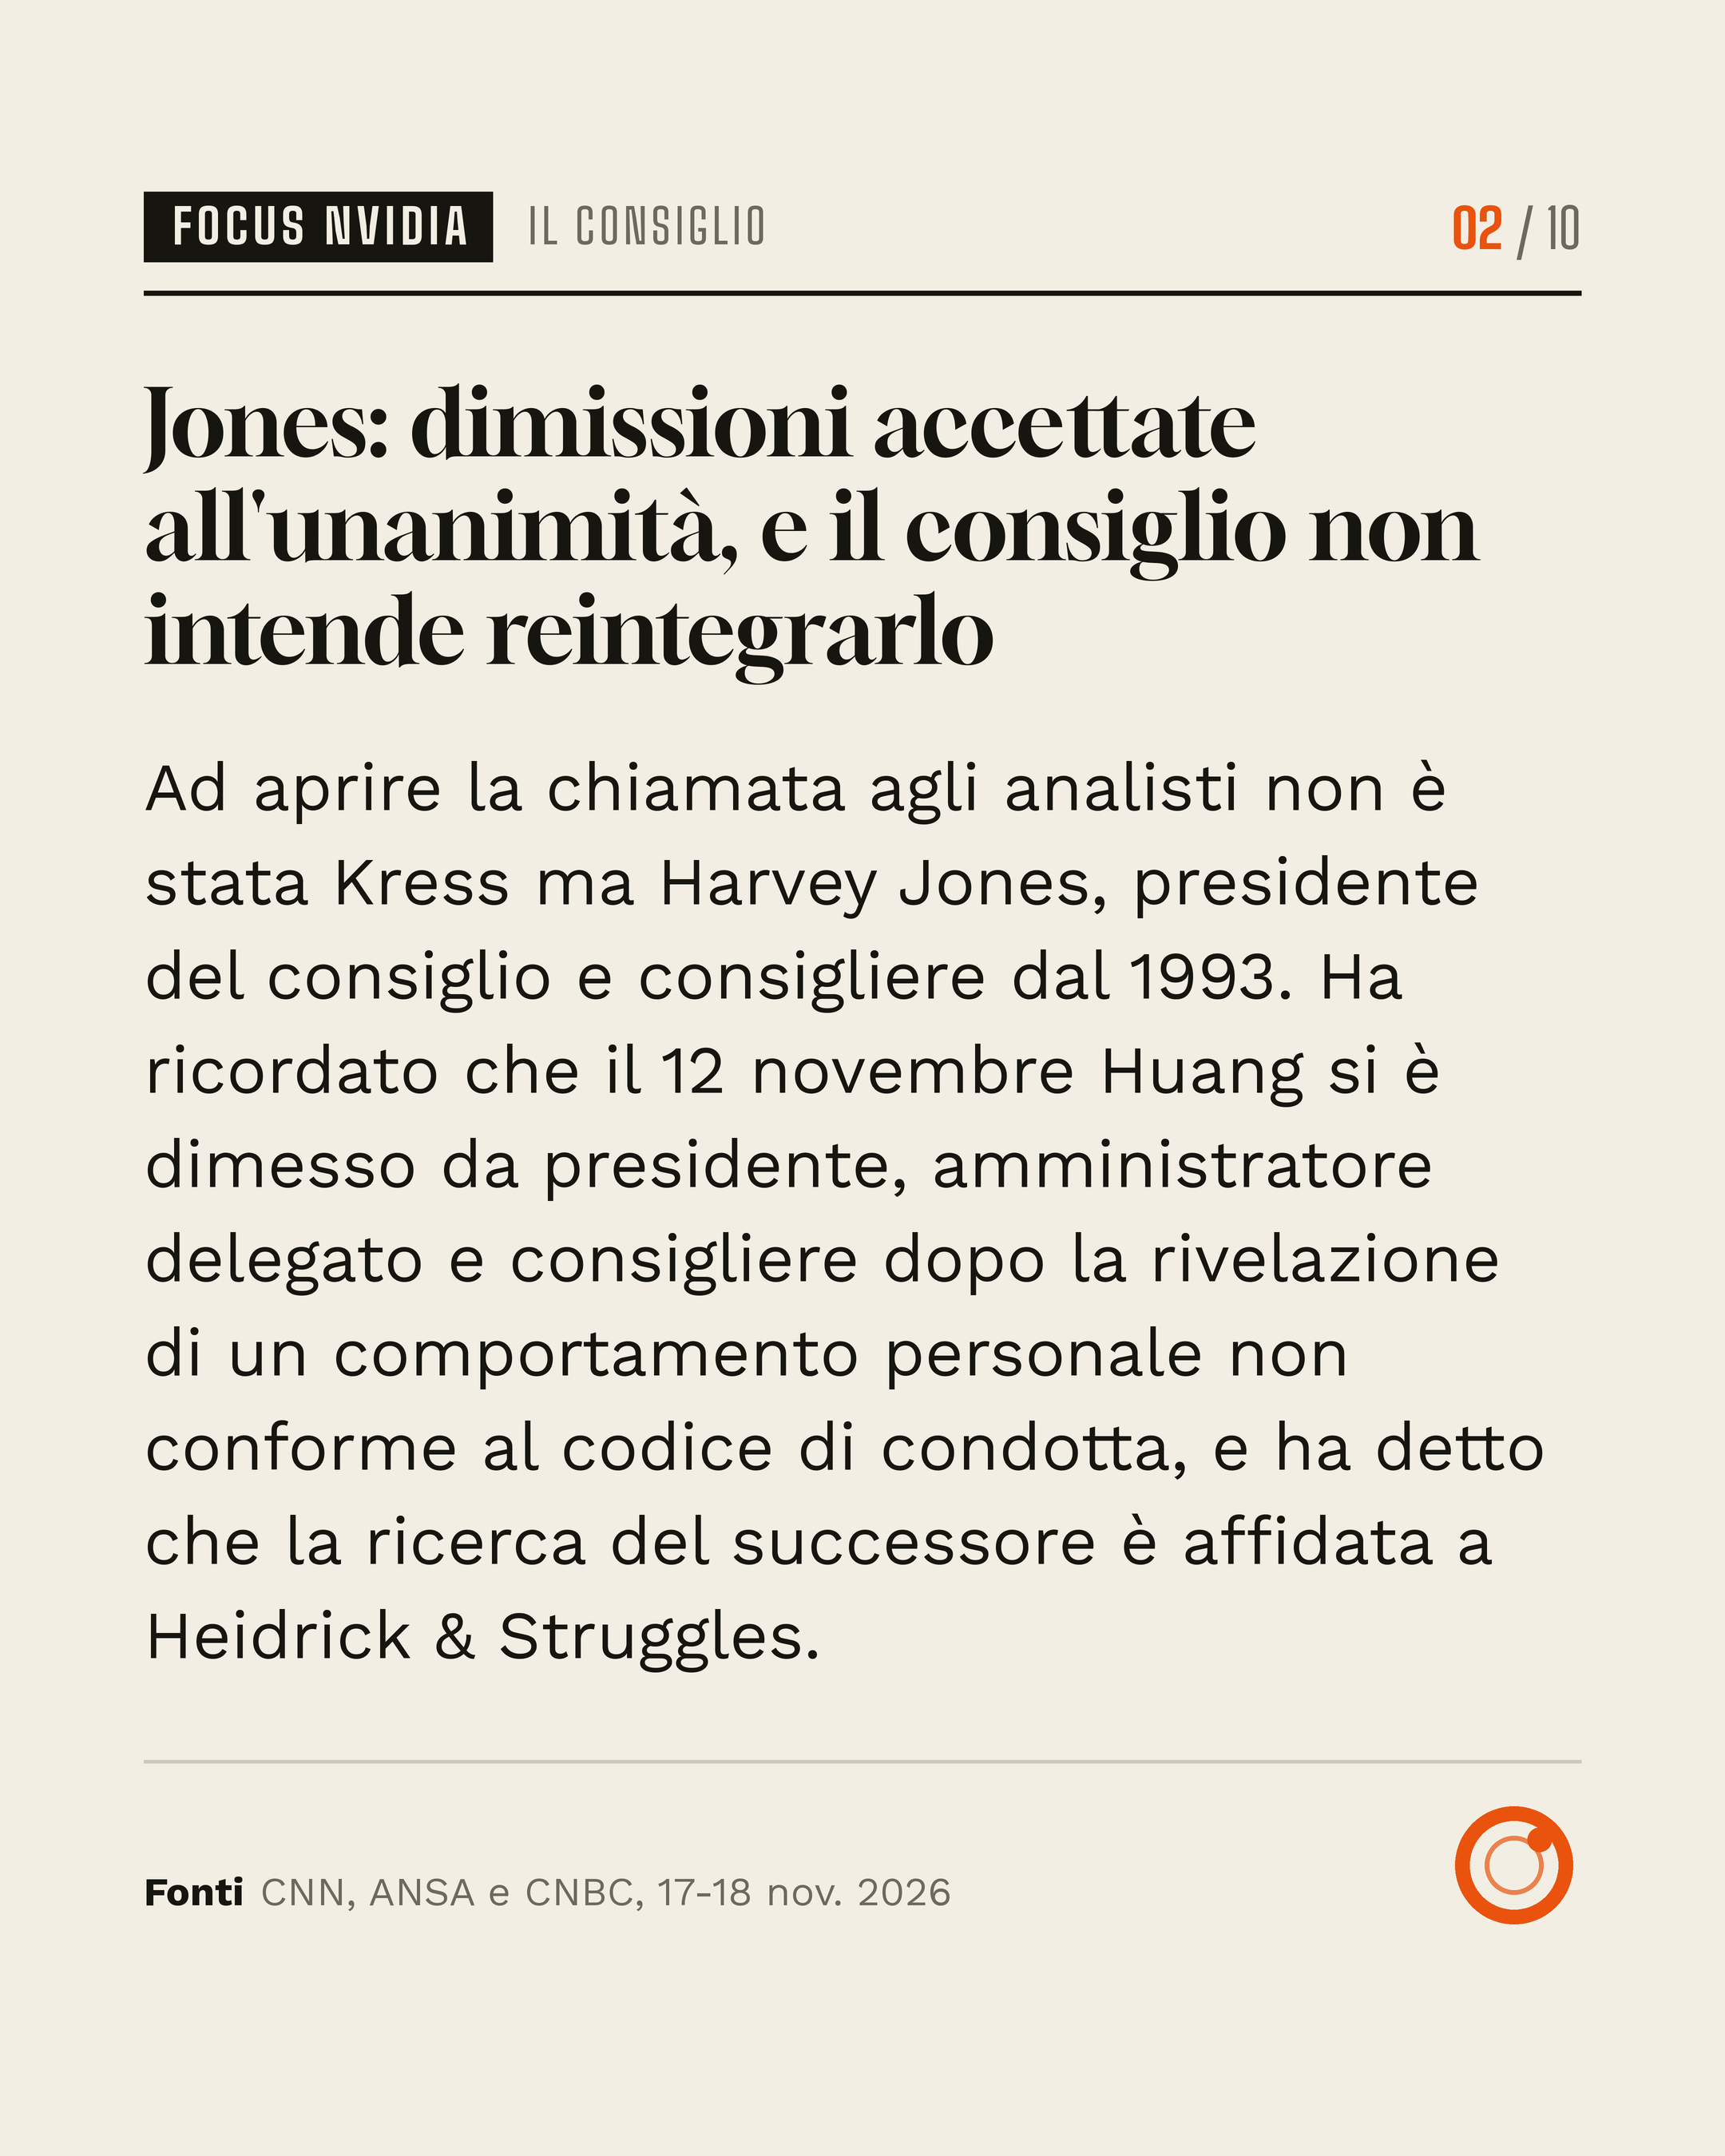 FOCUS NVIDIA IL CONSIGLIO 02 / 10
Jones: dimissioni accettate
all'unanimità, e il consiglio non
intende reintegrarlo
Ad aprire la chiamata agli analisti non è
stata Kress ma Harvey Jones, presidente
del consiglio e consigliere dal 1993. Ha
ricordato che il 12 novembre Huang si è
dimesso da presidente, amministratore
delegato e consigliere dopo la rivelazione
di un comportamento personale non
conforme al codice di condotta, e ha detto
che la ricerca del successore è affidata a
Heidrick & Struggles.
Fonti CNN, ANSA e CNBC, 17-18 nov. 2026